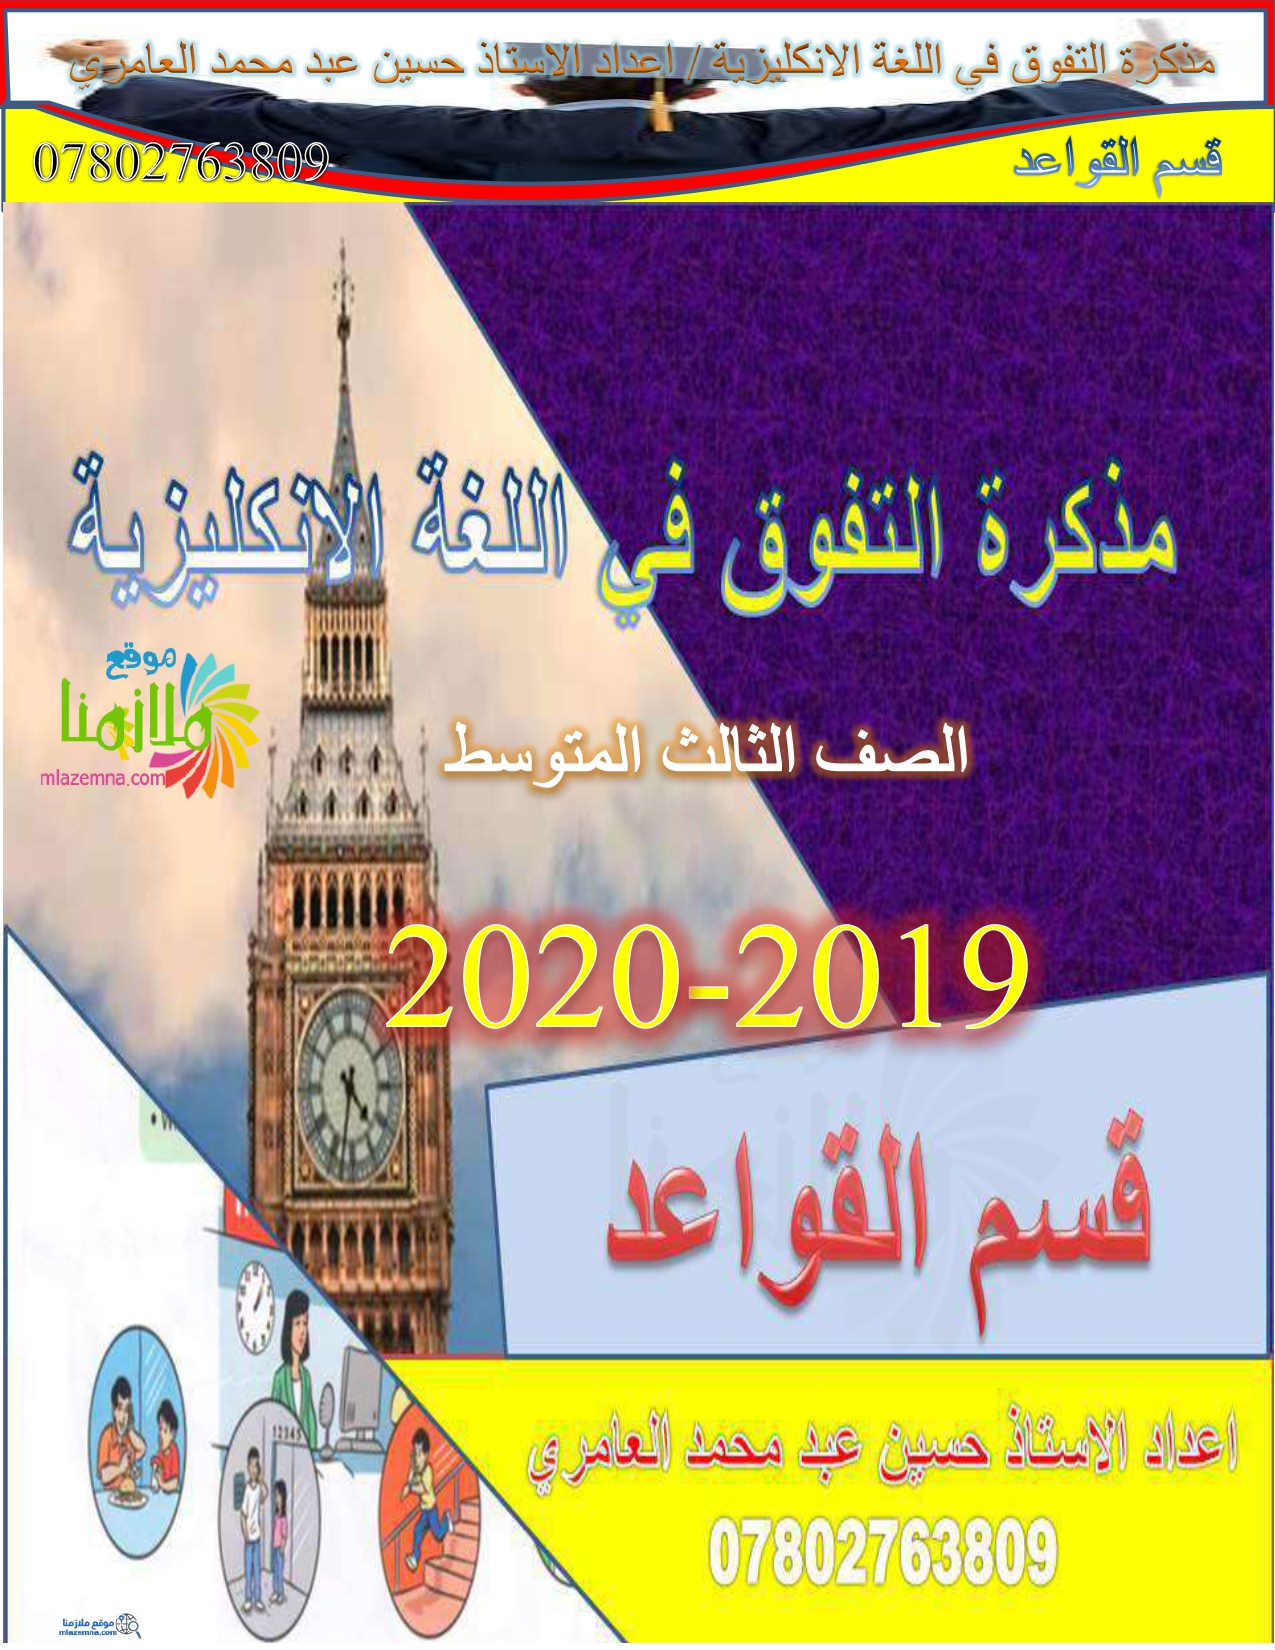 مذكرة التفوق في اللغة الانكليزية / اعداد الاستاذ حسين عبد محمد العامري
قسم القواعد
07802763809
مذكرة التفوق في اللغة الانكليزية
موقع
ملازمنا
mlazemna.com
الصف الثالث المتوسط
2020-2019
قسم القواعد
اعداد الاستاذ حسين عبد محمد العامري
07802763809
12345
موقع ملازمنا
mlazemna.com